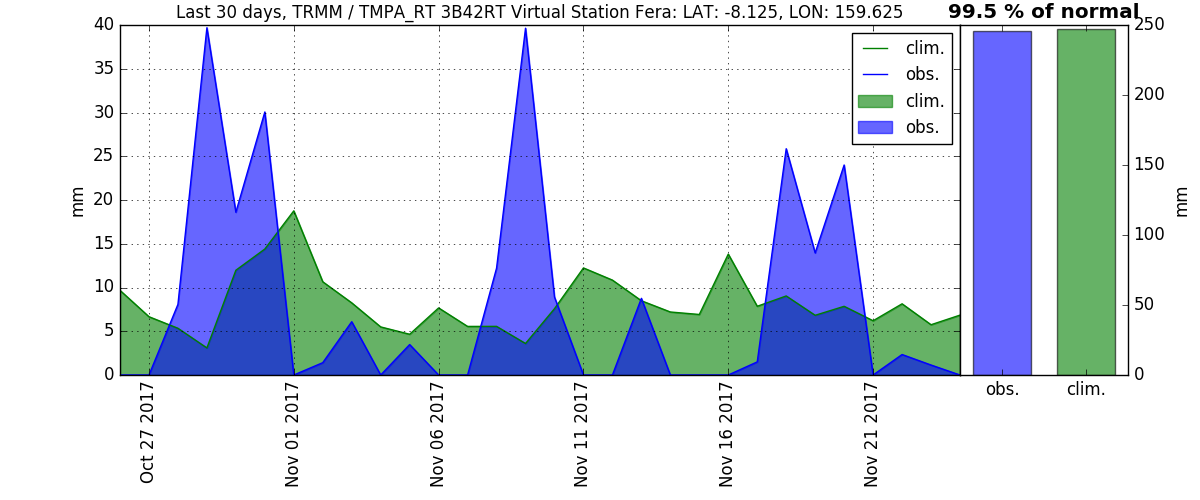 Last 30 days, TRMM / TMPA_RT 3B42RT Virtual Station Fera: LAT: -8.125, LON: 159.625
99.5 % of normal
40
35
30
25
20
15
10
5
0
mm
clim.
obs.
clim.
obs.
250
200
150
100
50
0
mm
Oct 27 2017
Nov 01 2017
Nov 06 2017
Nov 11 2017
Nov 16 2017
Nov 21 2017
obs.
clim.